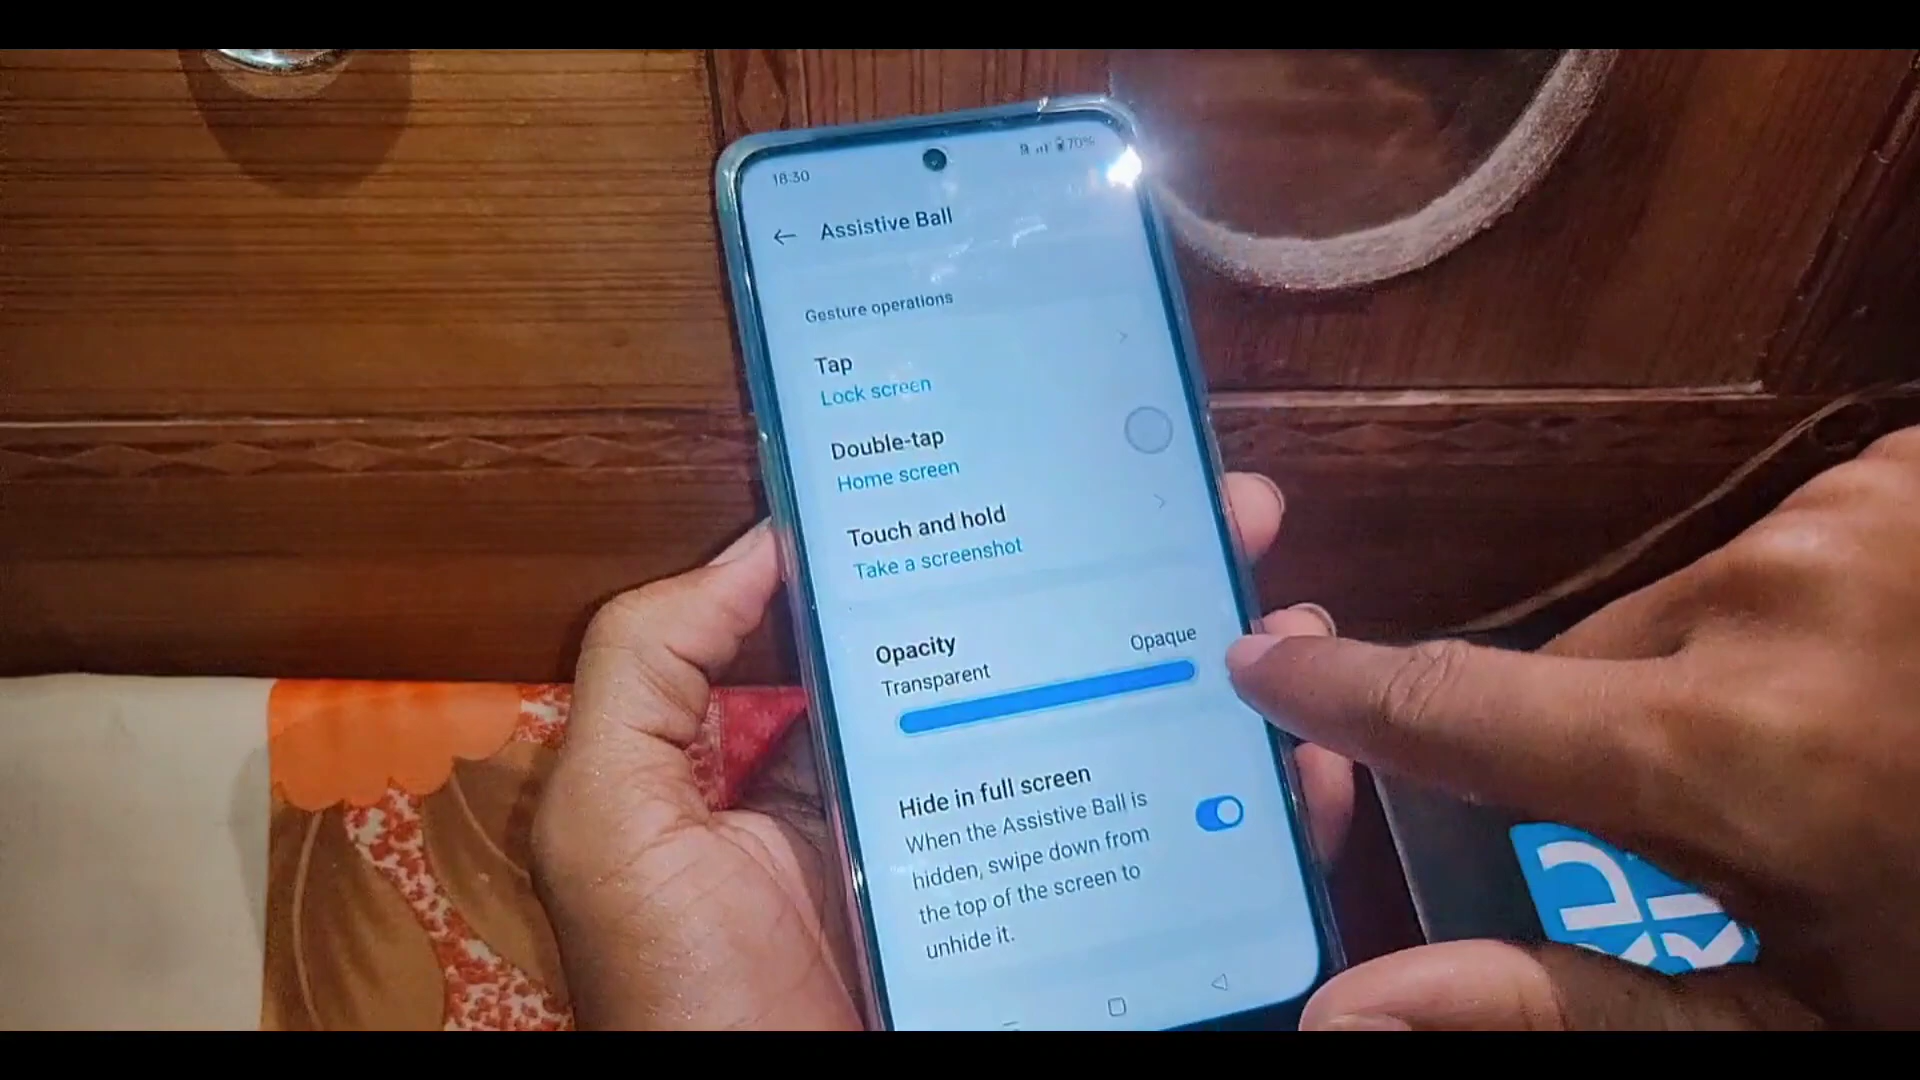 18:30
70%
Assistive Ball
Gesture operations
Tap
Lock screen
Double-tap
Home screen
Touch and hold
Take a screenshot
Opacity
Transparent
Opaque
Hide in full screen
When the Assistive Ball is
hidden, swipe down from
the top of the screen to
unhide it.